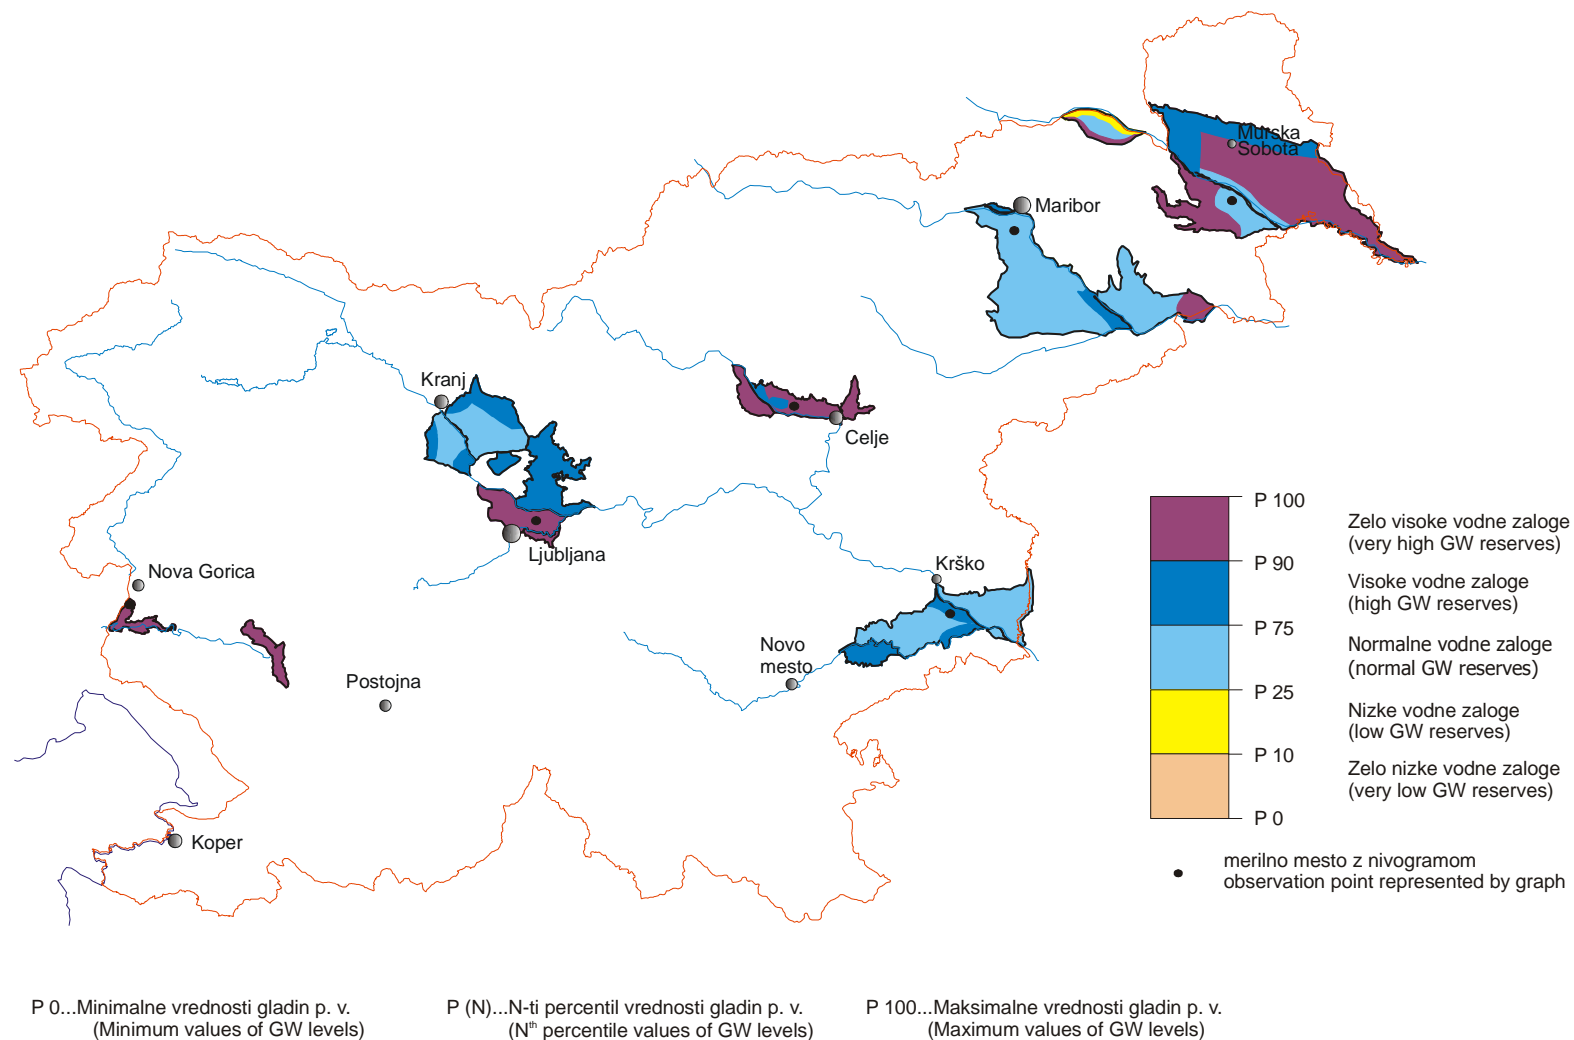 Murska
Sobota
Maribor
Kranj
Celje
Ljubljana
Nova Gorica
Krško
Novo
mesto
Postojna
Koper
P 100
Zelo visoke vodne zaloge
(very high GW reserves)
P 90
Visoke vodne zaloge
(high GW reserves)
P 75
Normalne vodne zaloge
(normal GW reserves)
P 25
Nizke vodne zaloge
(low GW reserves)
P 10
Zelo nizke vodne zaloge
(very low GW reserves)
P 0
merilno mesto z nivogramom
observation point represented by graph
P 0...Minimalne vrednosti gladin p. v.
(Minimum values of GW levels)
P (N)...N-ti percentil vrednosti gladin p. v.
(Nth percentile values of GW levels)
P 100...Maksimalne vrednosti gladin p. v.
(Maximum values of GW levels)